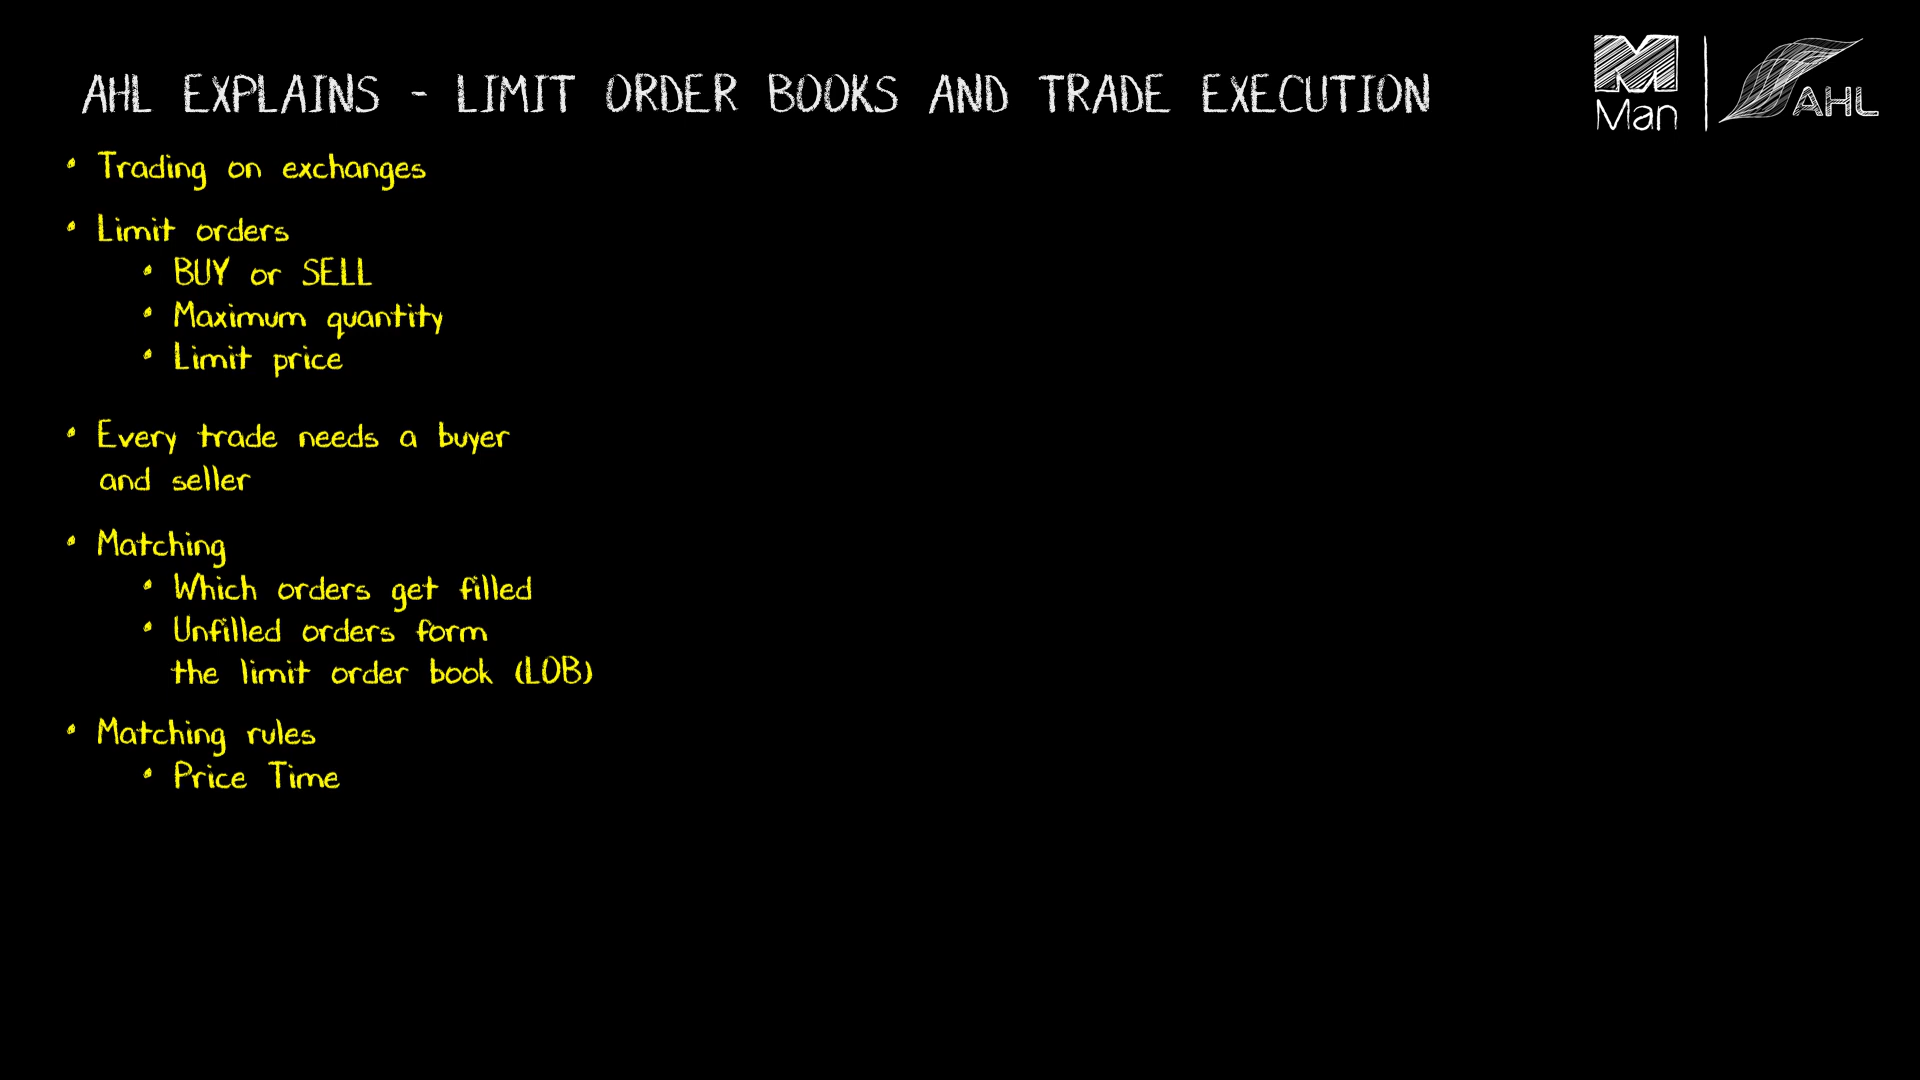 AHL EXPLAINS - LIMIT ORDER BOOKS AND TRADE EXECUTION
Man | AHL
• Trading on exchanges
• Limit orders
• BUY or SELL
• Maximum quantity
• Limit price
• Every trade needs a buyer
and seller
• Matching
• Which orders get filled
• Unfilled orders form
the limit order book (LOB)
• Matching rules
• Price Time